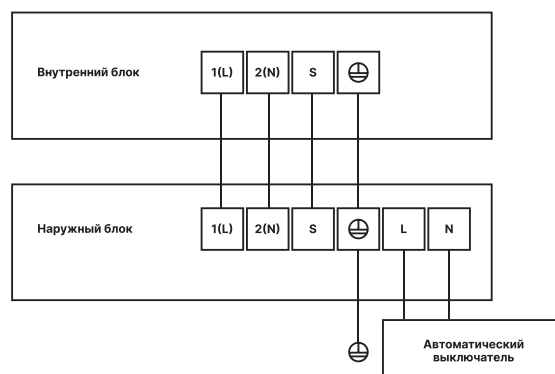 Внутренний блок
1(L) 2(N) S
Наружный блок
1(L) 2(N) S L N
Автоматический
выключатель